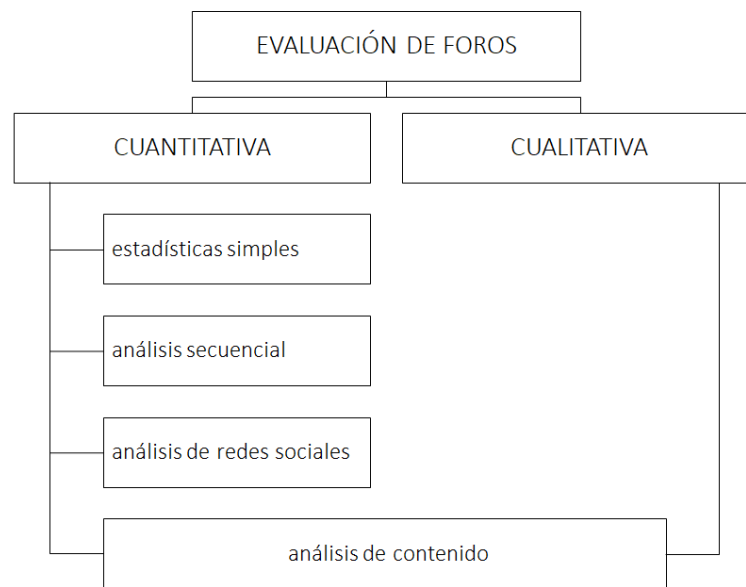 EVALUACIÓN DE FOROS
CUANTITATIVA
CUALITATIVA
estadísticas simples
análisis secuencial
análisis de redes sociales
análisis de contenido